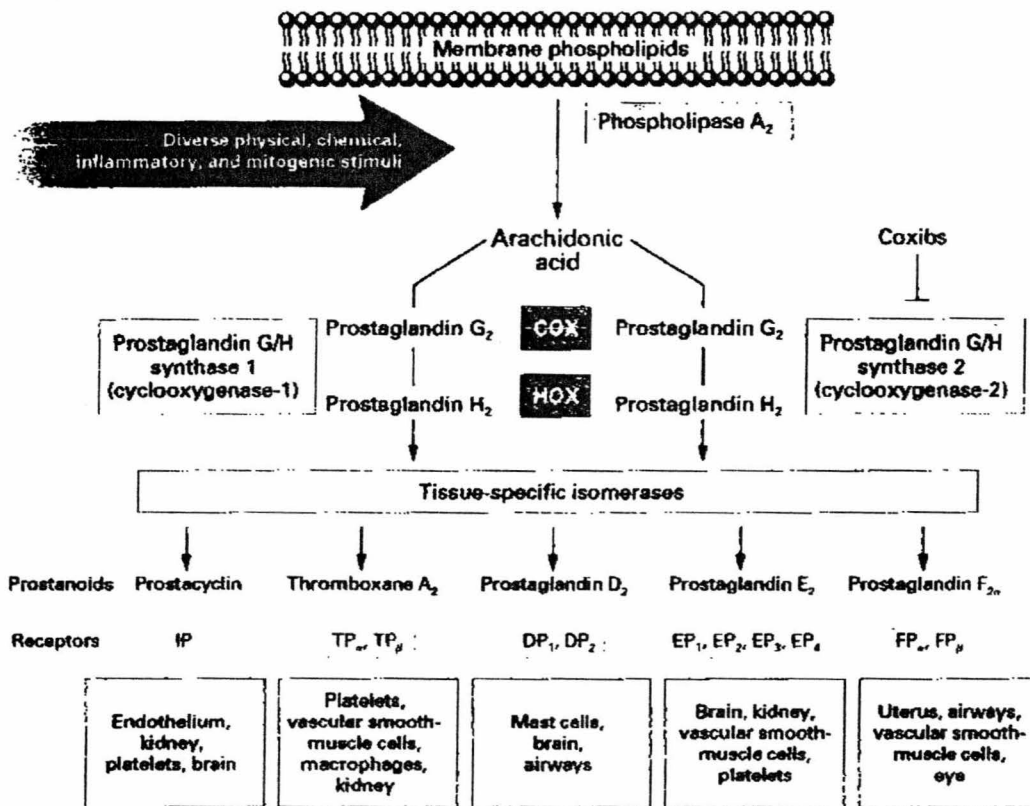 Membrane phospholipids
Phospholipase A₂
Diverse physical, chemical,
inflammatory, and mitogenic stimuli
Arachidonic
acid
Coxibs
Prostaglandin G/H
synthase 1
(cyclooxygenase-1)
Prostaglandin G₂
COX
Prostaglandin G₂
Prostaglandin H₂
HOX
Prostaglandin H₂
Prostaglandin G/H
synthase 2
(cyclooxygenase-2)
Tissue-specific isomerases
Prostanoids Prostacyclin Thromboxane A₂ Prostaglandin D₂ Prostaglandin E₂ Prostaglandin F₂α
Receptors IP TPα, TPβ DP₁, DP₂ EP₁, EP₂, EP₃, EP₄ FPα, FPβ
Endothelium,
kidney,
platelets, brain
Platelets,
vascular smooth-
muscle cells,
macrophages,
kidney
Mast cells,
brain,
airways
Brain, kidney,
vascular smooth-
muscle cells,
platelets
Uterus, airways,
vascular smooth-
muscle cells,
eye